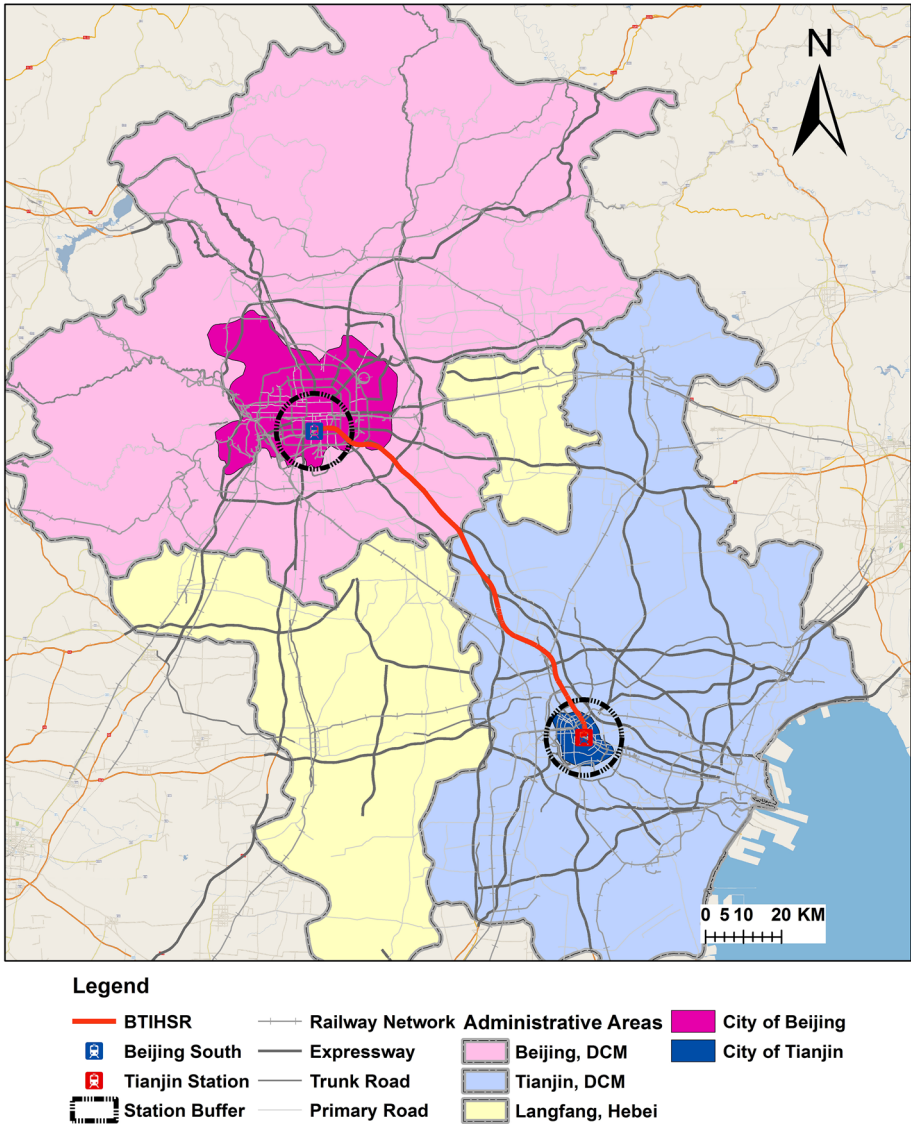 N
0 5 10 20 KM
Legend
BTIHSR
Railway Network
Administrative Areas
City of Beijing
Beijing South
Expressway
Beijing, DCM
City of Tianjin
Tianjin Station
Trunk Road
Tianjin, DCM
Station Buffer
Primary Road
Langfang, Hebei